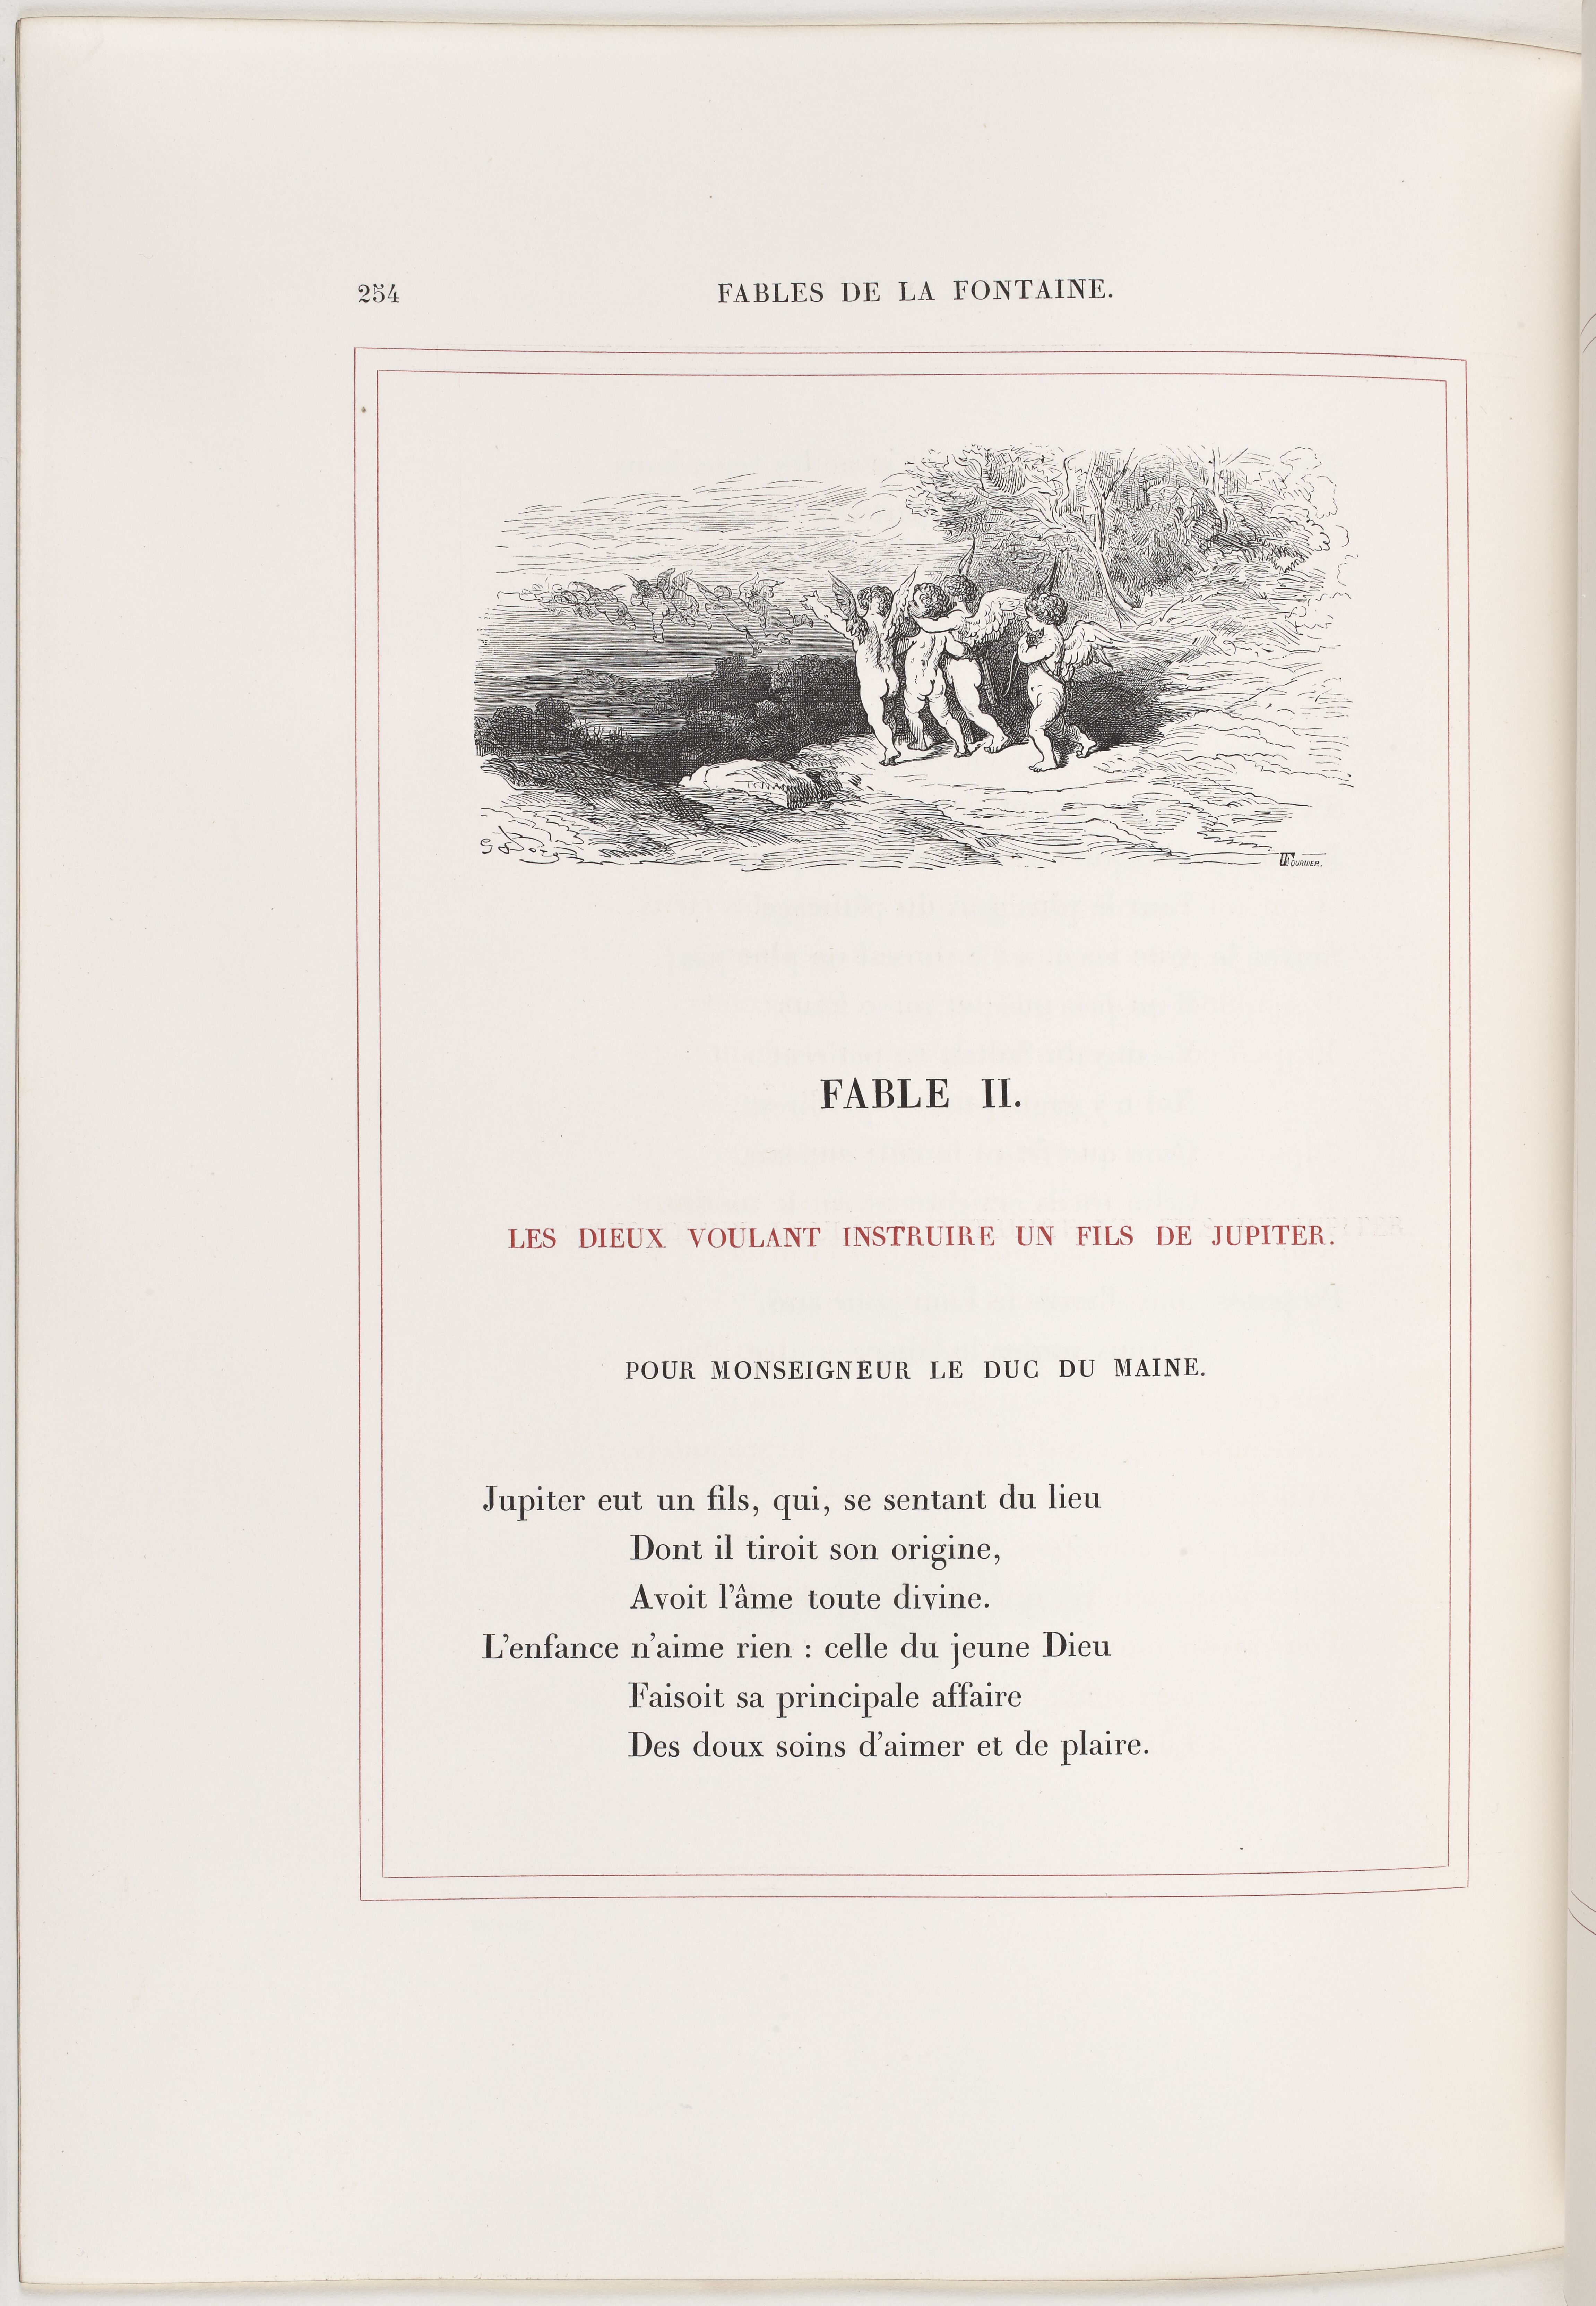 254
FABLES DE LA FONTAINE.
G Doré
FOURNIER.
FABLE II.
LES DIEUX VOULANT INSTRUIRE UN FILS DE JUPITER.
POUR MONSEIGNEUR LE DUC DU MAINE.
Jupiter eut un fils, qui, se sentant du lieu
Dont il tiroit son origine,
Avoit l’âme toute divine.
L’enfance n’aime rien : celle du jeune Dieu
Faisoit sa principale affaire
Des doux soins d’aimer et de plaire.